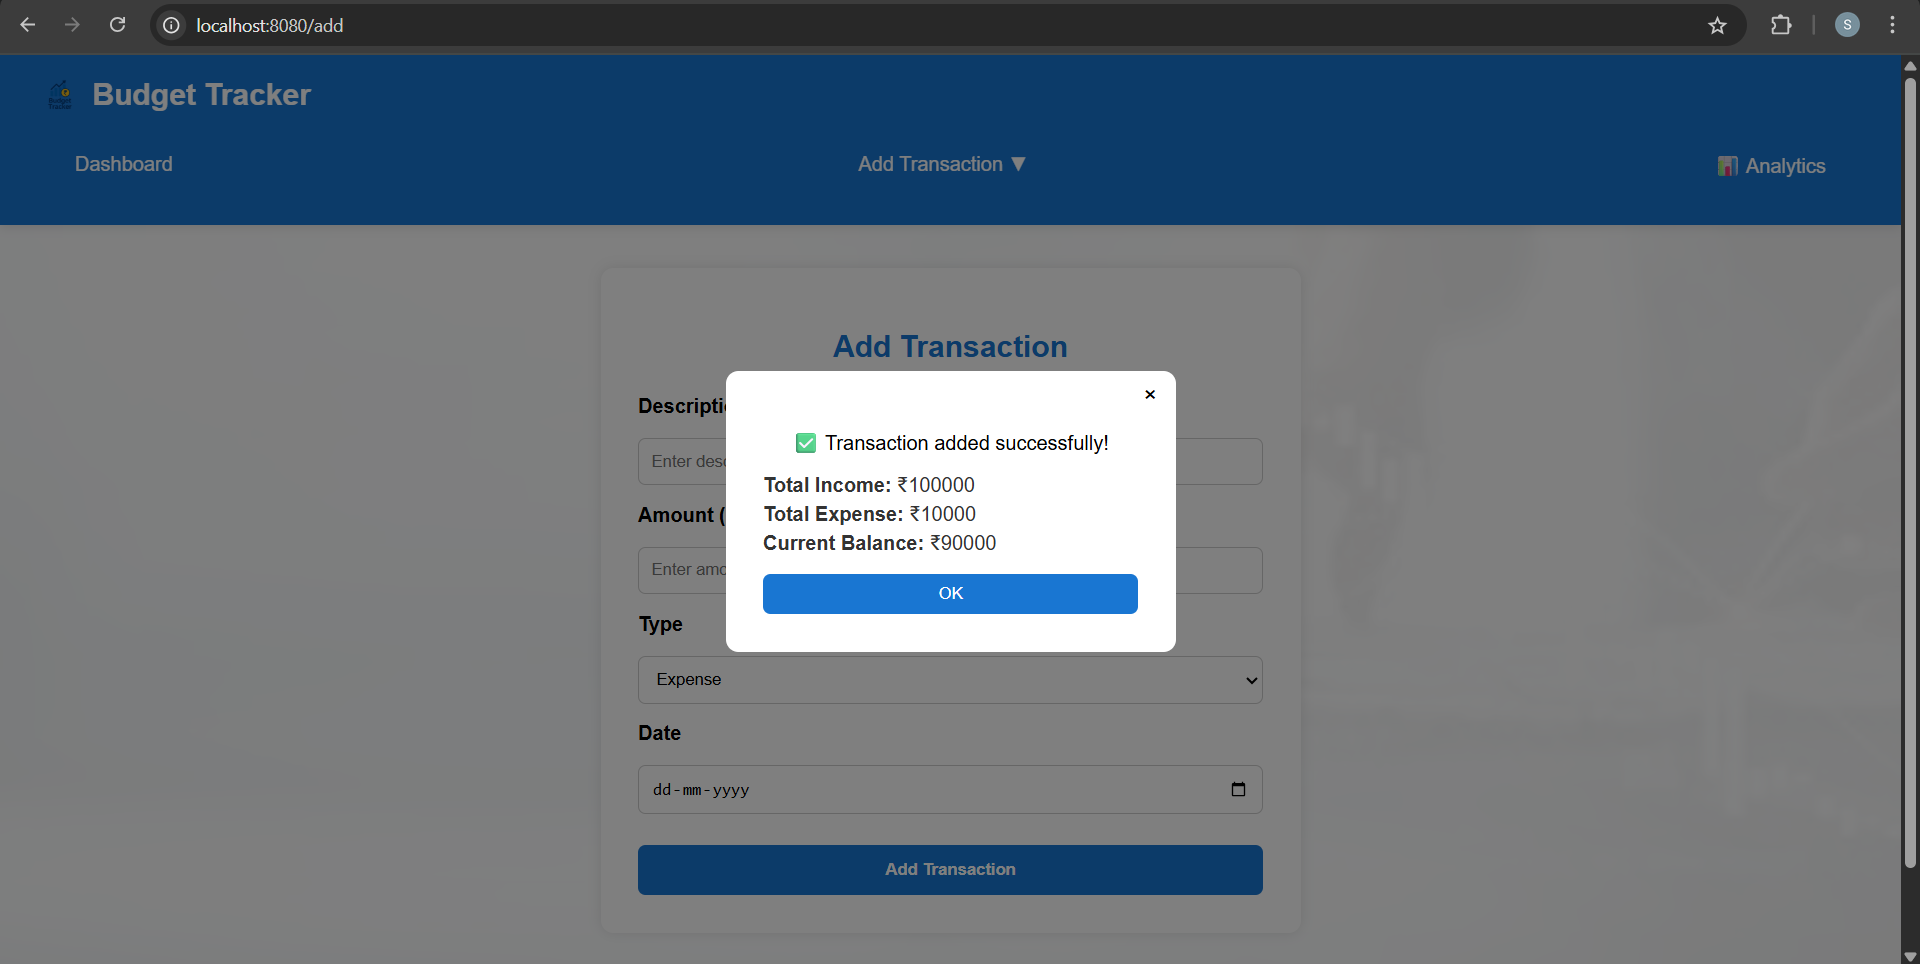 localhost:8080/add
S
Budget Tracker
Budget Tracker
Dashboard
Add Transaction ▼
Analytics
Add Transaction
×
Descripti
✅ Transaction added successfully!
Enter des
Total Income: ₹100000
Amount (
Total Expense: ₹10000
Current Balance: ₹90000
Enter amo
OK
Type
Expense
Date
dd-mm-yyyy
Add Transaction